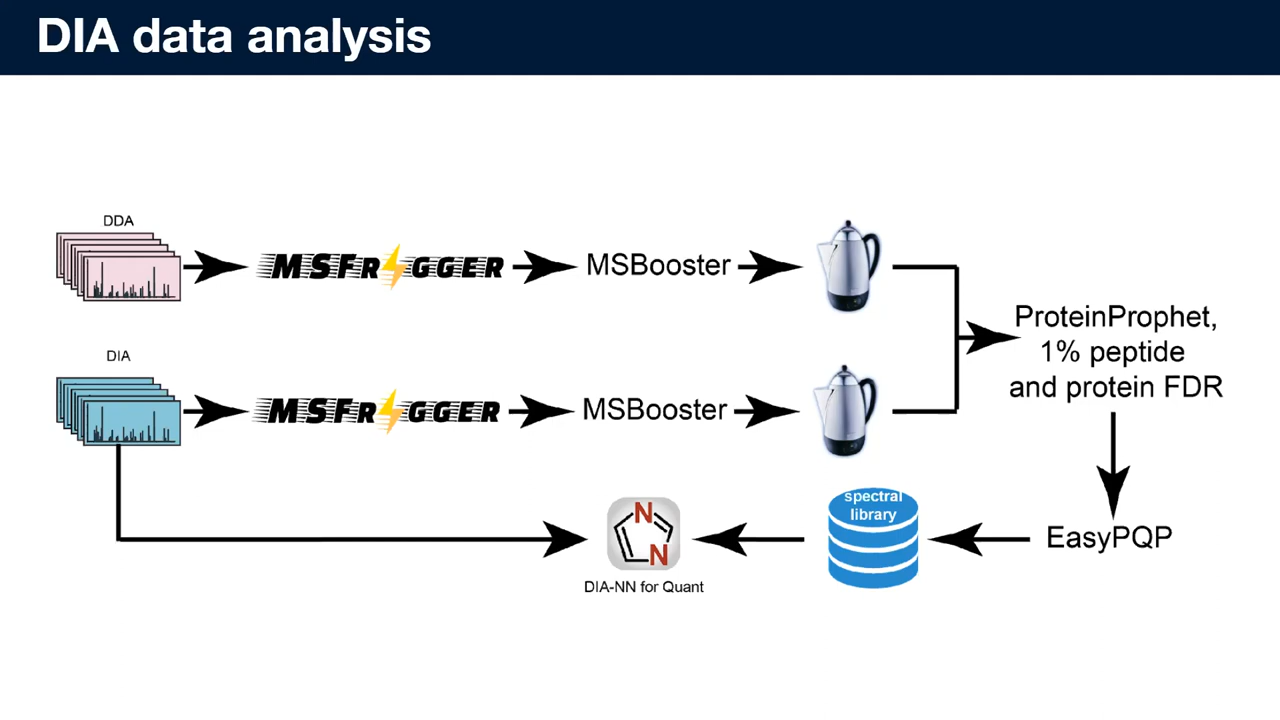 DIA data analysis
DDA
MSFragger
MSBooster
DIA
MSFragger
MSBooster
ProteinProphet,
1% peptide
and protein FDR
spectral
library
N
N
EasyPQP
DIA-NN for Quant